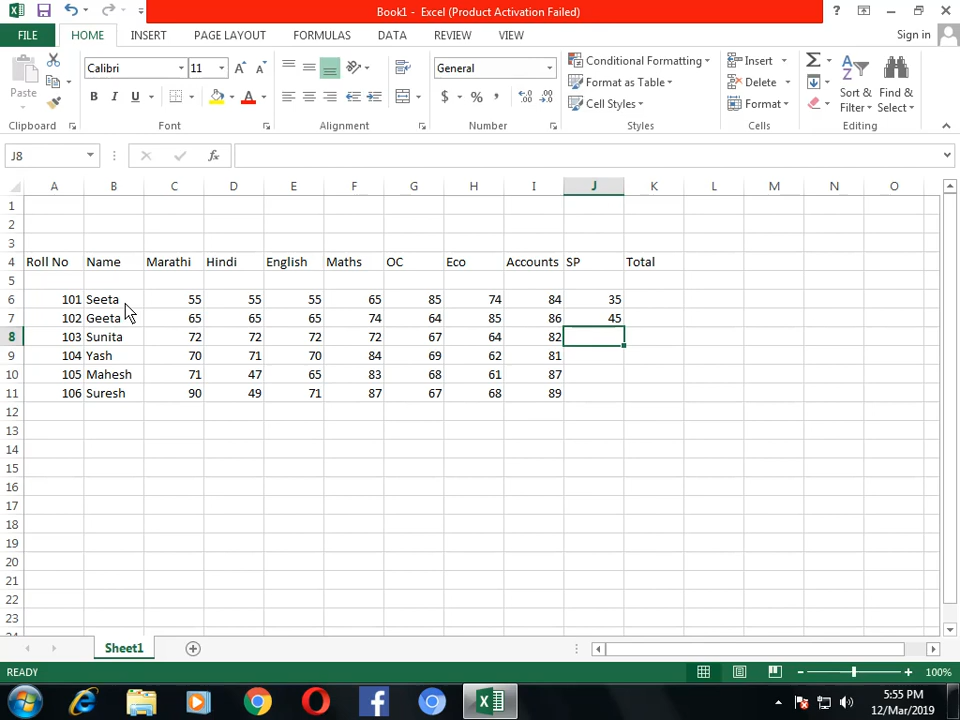 Book1 - Excel (Product Activation Failed)
FILE HOME INSERT PAGE LAYOUT FORMULAS DATA REVIEW VIEW Sign in
Paste
Calibri 11
B I U
General
$ % ,
Conditional Formatting
Format as Table
Cell Styles
Insert
Delete
Format
Sort & Filter
Find & Select
Clipboard Font Alignment Number Styles Cells Editing
J8
A B C D E F G H I J K L M N O
1
2
3
4 Roll No Name Marathi Hindi English Maths OC Eco Accounts SP Total
5
6 101 Seeta 55 55 55 65 85 74 84 35
7 102 Geeta 65 65 65 74 64 85 86 45
8 103 Sunita 72 72 72 72 67 64 82
9 104 Yash 70 71 70 84 69 62 81
10 105 Mahesh 71 47 65 83 68 61 87
11 106 Suresh 90 49 71 87 67 68 89
12
13
14
15
16
17
18
19
20
21
22
23
24
Sheet1
READY 100%
5:55 PM
12/Mar/2019